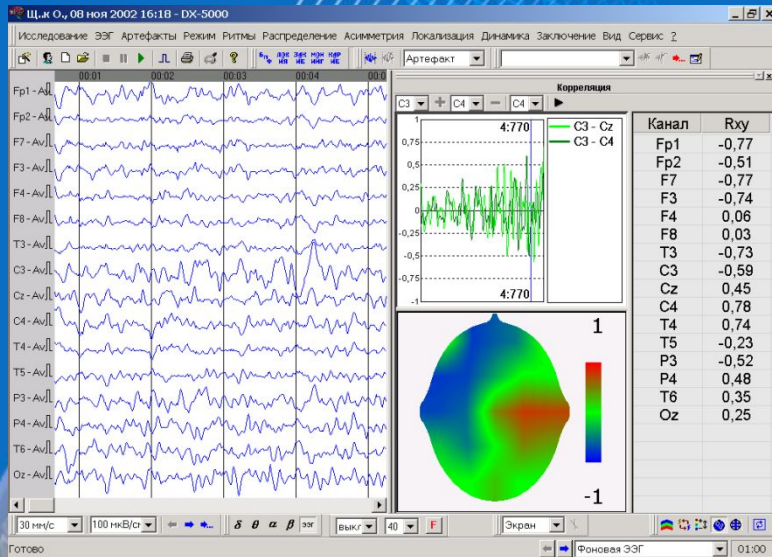 Щ..к О., 08 ноя 2002 16:18 - DX-5000
Исследование ЭЭГ Артефакты Режим Ритмы Распределение Асимметрия Локализация Динамика Заключение Вид Сервис ?
Артефакт
00:01 00:02 00:03 00:04 00:0
Fp1 - Av
Fp2 - Av
F7 - Av
F3 - Av
F4 - Av
F8 - Av
T3 - Av
C3 - Av
Cz - Av
C4 - Av
T4 - Av
T5 - Av
P3 - Av
P4 - Av
T6 - Av
Oz - Av
Корреляция
C3 + C4 - C4
1
0,75
0,5
0,25
0
-0,25
-0,5
-0,75
-1
4:770
4:770
C3 - Cz
C3 - C4
1
-1
Канал Rxy
Fp1 -0,77
Fp2 -0,51
F7 -0,77
F3 -0,74
F4 0,06
F8 0,03
T3 -0,73
C3 -0,59
Cz 0,45
C4 0,78
T4 0,74
T5 -0,23
P3 -0,52
P4 0,48
T6 0,35
Oz 0,25
30 мм/с 100 мкВ/сг δ θ α β ээг выкл 40 F Экран
Готово Фоновая ЭЭГ 01:00